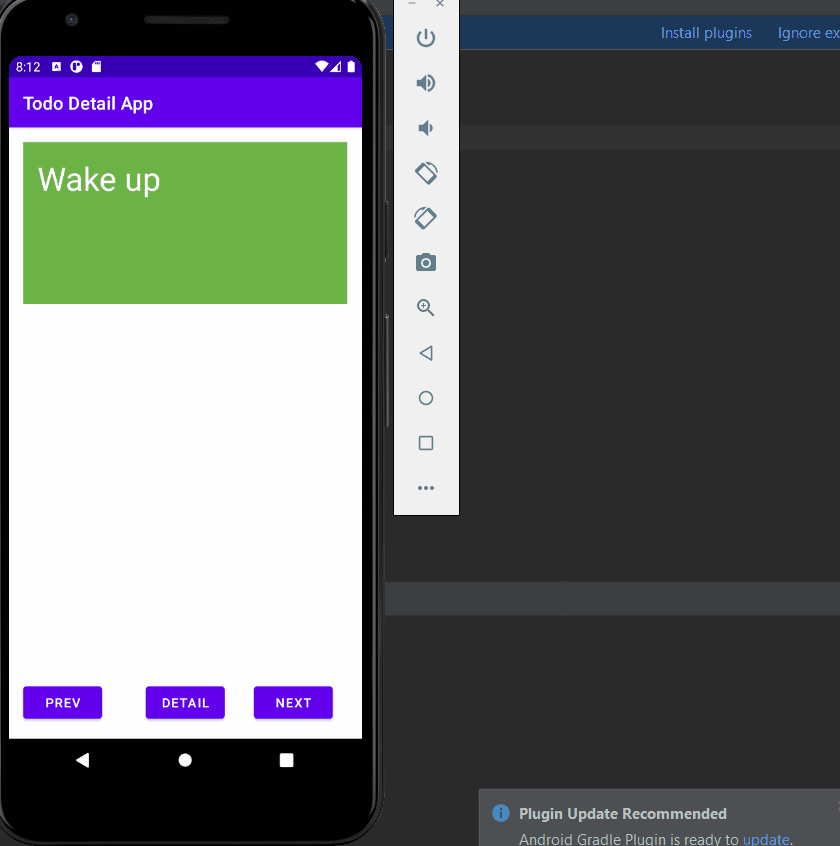 Install plugins Ignore ex
8:12
Todo Detail App
Wake up
PREV DETAIL NEXT
Plugin Update Recommended
Android Gradle Plugin is ready to update.